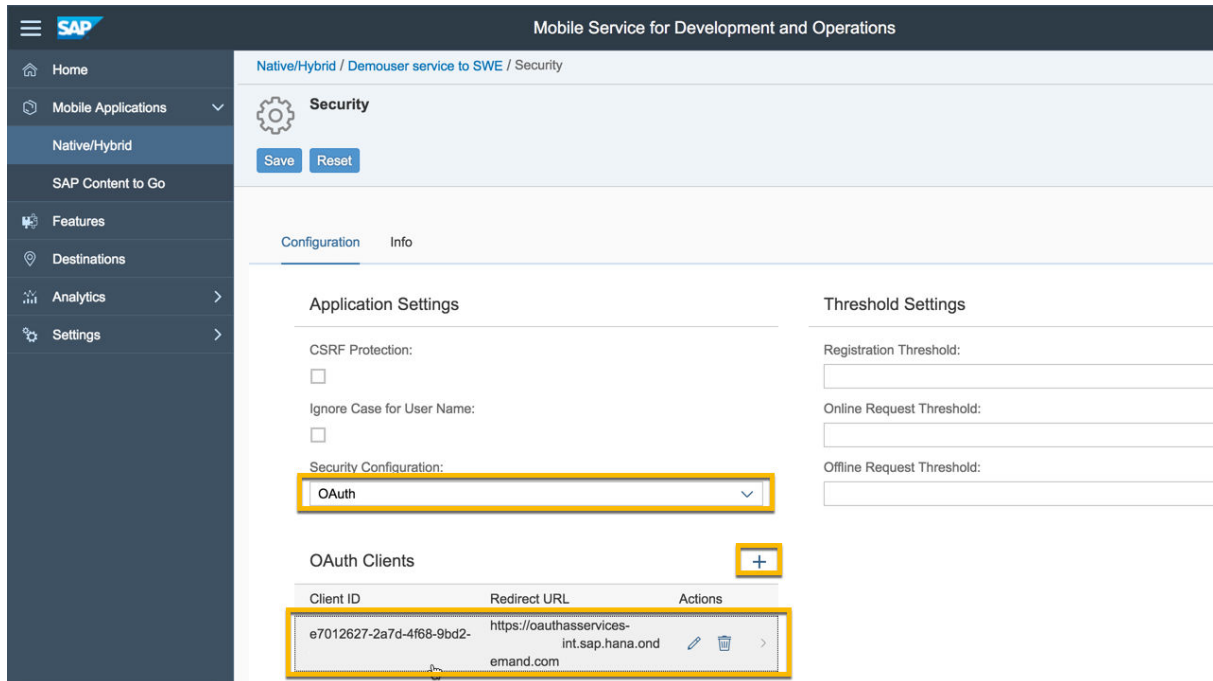 SAP
Mobile Service for Development and Operations
Home
Mobile Applications
Native/Hybrid
SAP Content to Go
Features
Destinations
Analytics
Settings
Native/Hybrid / Demouser service to SWE / Security
Security
Save Reset
Configuration Info
Application Settings
CSRF Protection:
Ignore Case for User Name:
Security Configuration:
OAuth
OAuth Clients
Client ID Redirect URL Actions
e7012627-2a7d-4f68-9bd2-
https://oauthasservices-
int.sap.hana.ond
emand.com
Threshold Settings
Registration Threshold:
Online Request Threshold:
Offline Request Threshold: